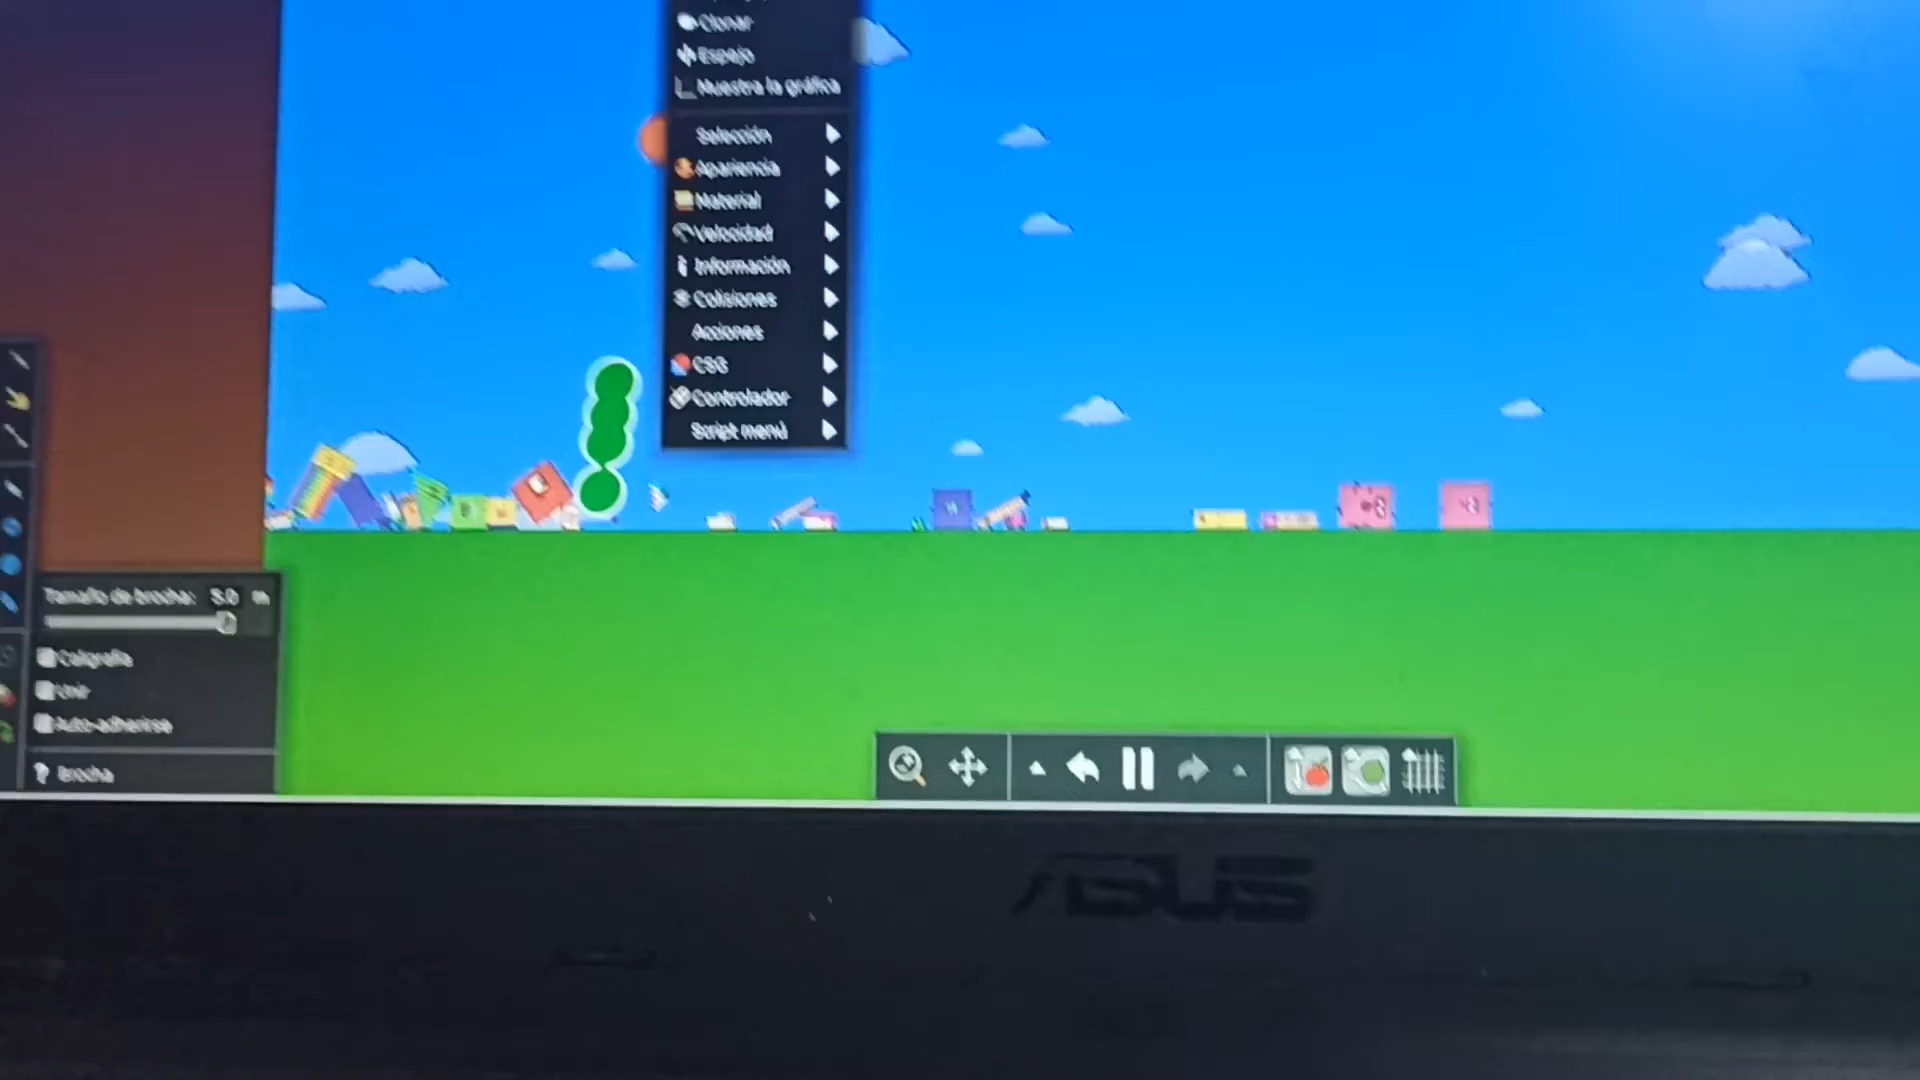 Clonar
Espejo
Muestra la gráfica
Selección
Apariencia
Material
Velocidad
Información
Colisiones
Acciones
CSG
Controlador
Script menú
Tamaño de brocha: 5.0 m
Caligrafía
Unir
Auto-adherirse
? Brocha
ASUS